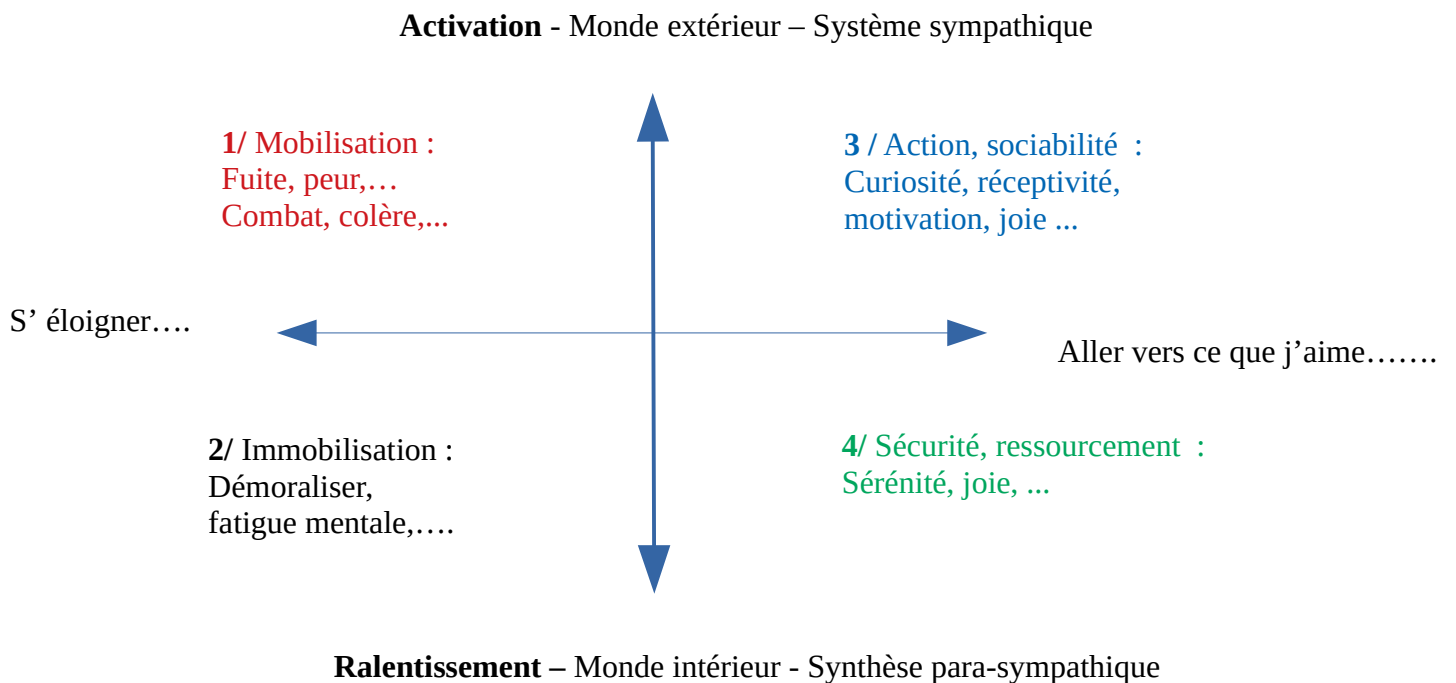 Activation - Monde extérieur – Système sympathique
1/ Mobilisation :
Fuite, peur,…
Combat, colère,...
3 / Action, sociabilité  :
Curiosité, réceptivité,
motivation, joie ...
S’ éloigner….
Aller vers ce que j’aime…….
2/ Immobilisation :
Démoraliser,
fatigue mentale,….
4/ Sécurité, ressourcement  :
Sérénité, joie, ...
Ralentissement – Monde intérieur - Synthèse para-sympathique